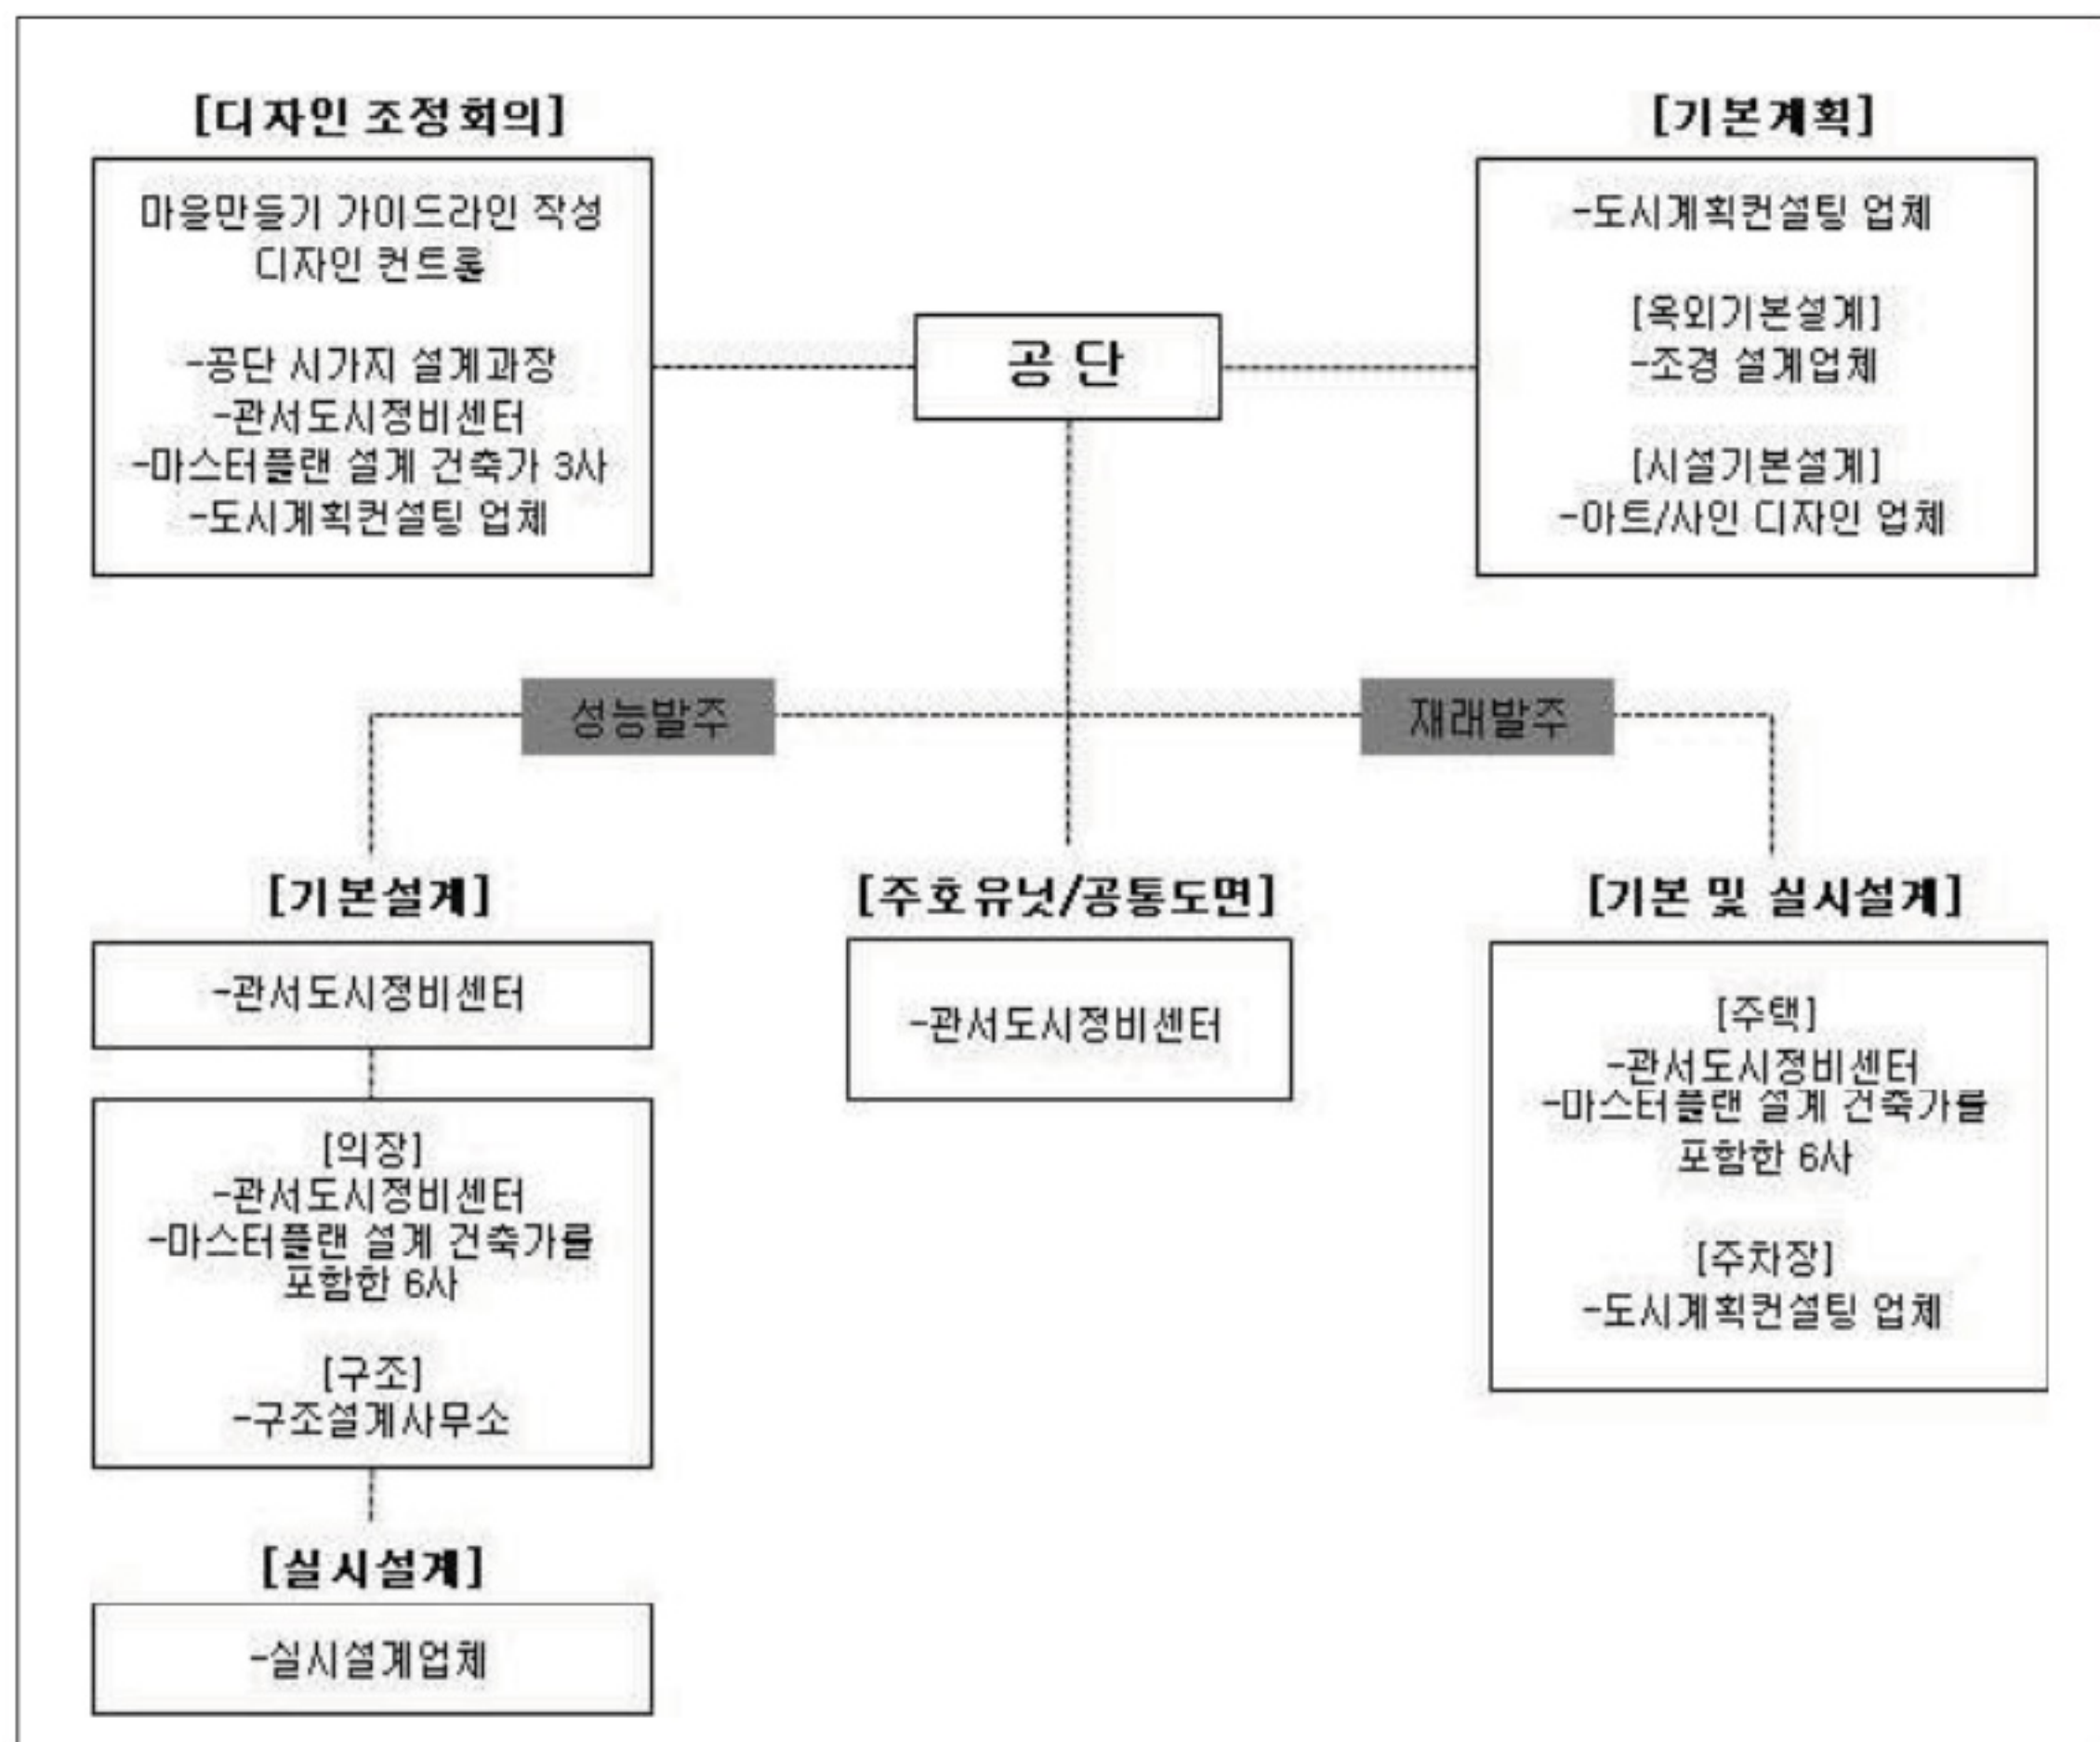 [디자인 조정회의]
마을만들기 가이드라인 작성
디자인 컨트롤
-공단 시가지 설계과장
-관서도시정비센터
-마스터플랜 설계 건축가 3사
-도시계획컨설팅 업체
공 단
[기본계획]
-도시계획컨설팅 업체
[옥외기본설계]
-조경 설계업체
[시설기본설계]
-아트/사인 디자인 업체
성능발주
재래발주
[기본설계]
-관서도시정비센터
[의장]
-관서도시정비센터
-마스터플랜 설계 건축가를
포함한 6사
[구조]
-구조설계사무소
[실시설계]
-실시설계업체
[주호유닛/공통도면]
-관서도시정비센터
[기본 및 실시설계]
[주택]
-관서도시정비센터
-마스터플랜 설계 건축가를
포함한 6사
[주차장]
-도시계획컨설팅 업체